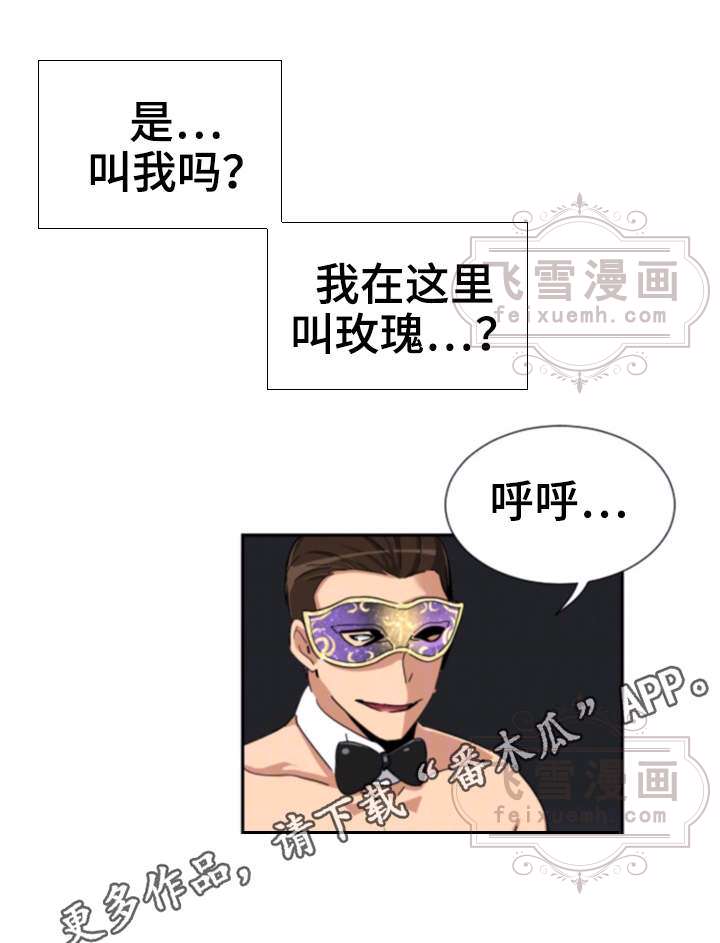 是…
叫我吗?
飞雪漫画
feixuemh.com
我在这里
叫玫瑰…?
呼呼…
更多作品，请下载“番木瓜”APP。
飞雪漫画
feixuemh.com